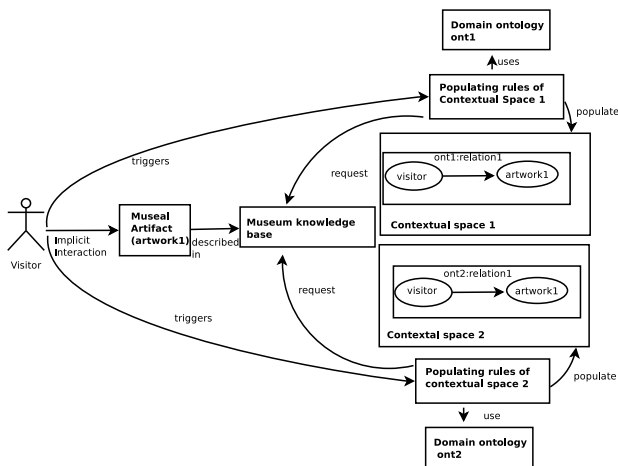 Domain ontology
ont1
uses
Populating rules of
Contextual Space 1
populate
triggers
request
ont1:relation1
visitor
artwork1
Contextual space 1
Museal
Artifact
(artwork1)
described
in
Museum knowledge
base
Implicit
Interaction
Visitor
ont2:relation1
visitor
artwork1
Contextal space 2
request
triggers
Populating rules of
contextual space 2
populate
use
Domain ontology
ont2